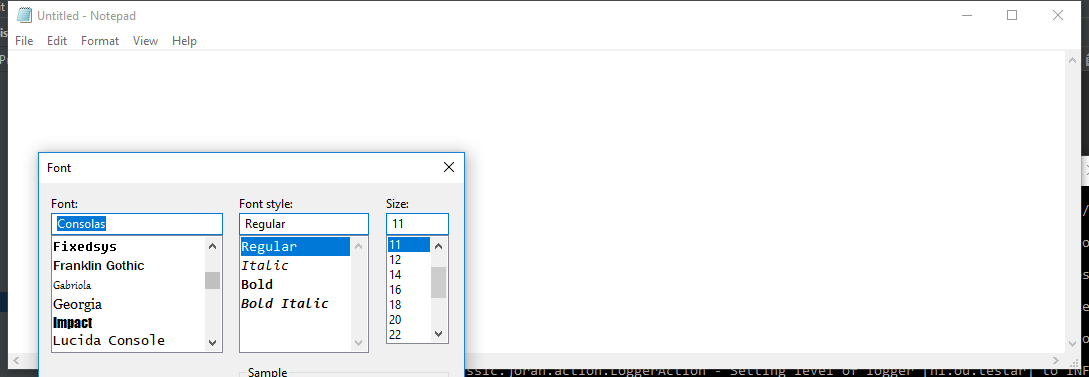 Untitled - Notepad
File Edit Format View Help
Font
Font: Font style: Size:
Consolas Regular 11
Fixedsys Regular 11
Franklin Gothic Italic 12
Gabriola Bold 14
Georgia Bold Italic 16
Impact 18
Lucida Console 20
22
Sample
ssic.joran.action.LoggerAction - Setting level of logger [nl.ou.testar] to INF